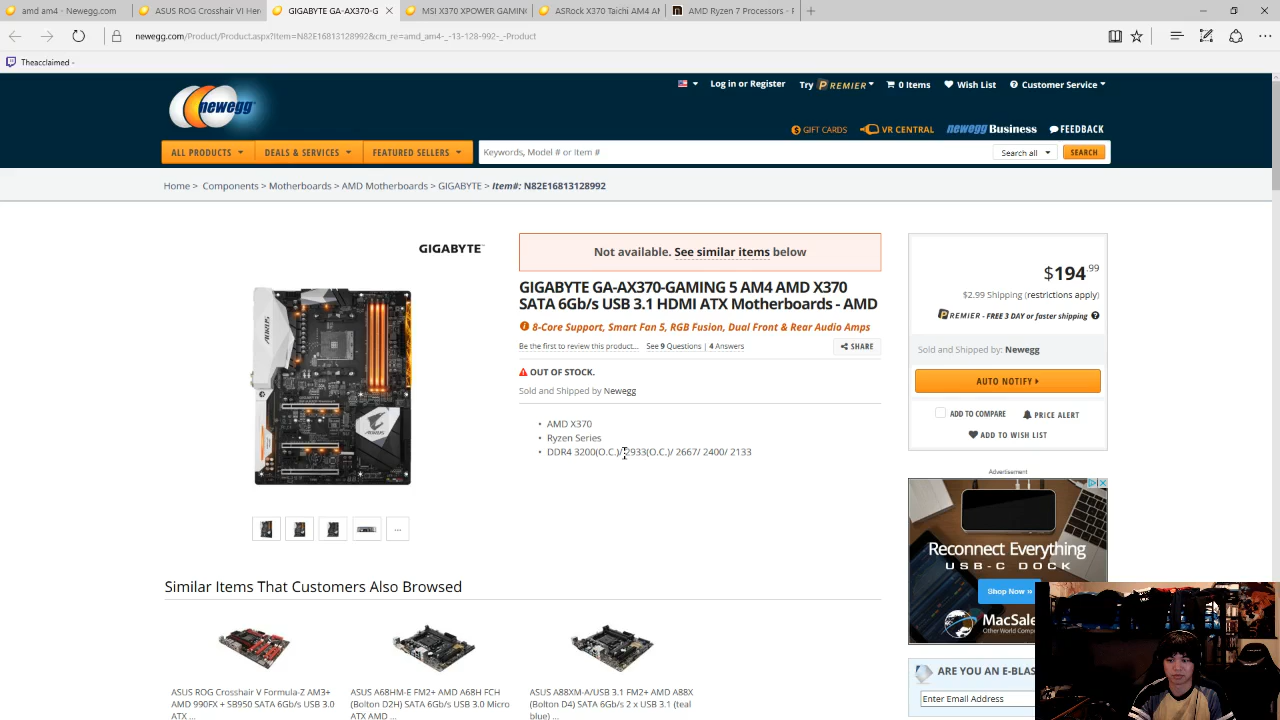 amd am4 - Newegg.com
ASUS ROG Crosshair VI Hero
GIGABYTE GA-AX370-G
MSI X370 XPOWER GAMING
ASRock X370 Taichi AM4 AM
AMD Ryzen 7 Processors - P
newegg.com/Product/Product.aspx?Item=N82E16813128992&cm_re=amd_am4-_-13-128-992-_-Product
Theacclaimed -
newegg
Log in or Register
Try PREMIER
0 Items
Wish List
Customer Service
GIFT CARDS
VR CENTRAL
newegg Business
FEEDBACK
ALL PRODUCTS
DEALS & SERVICES
FEATURED SELLERS
Keywords, Model # or Item #
Search all
SEARCH
Home > Components > Motherboards > AMD Motherboards > GIGABYTE > Item#: N82E16813128992
GIGABYTE
Not available. See similar items below
GIGABYTE GA-AX370-GAMING 5 AM4 AMD X370
SATA 6Gb/s USB 3.1 HDMI ATX Motherboards - AMD
8-Core Support, Smart Fan 5, RGB Fusion, Dual Front & Rear Audio Amps
Be the first to review this product... See 9 Questions | 4 Answers
SHARE
OUT OF STOCK.
Sold and Shipped by Newegg
• AMD X370
• Ryzen Series
• DDR4 3200(O.C.)/ 2933(O.C.)/ 2667/ 2400/ 2133
...
$194.99
$2.99 Shipping (restrictions apply)
PREMIER - FREE 3 DAY or faster shipping
Sold and Shipped by: Newegg
AUTO NOTIFY
ADD TO COMPARE
PRICE ALERT
ADD TO WISH LIST
Advertisement
Reconnect Everything
USB-C DOCK
Shop Now »
MacSale
Other World Comp
ARE YOU AN E-BLAS
Enter Email Address
Similar Items That Customers Also Browsed
ASUS ROG Crosshair V Formula-Z AM3+
AMD 990FX + SB950 SATA 6Gb/s USB 3.0
ATX ...
ASUS A68HM-E FM2+ AMD A68H FCH
(Bolton D2H) SATA 6Gb/s USB 3.0 Micro
ATX AMD ...
ASUS A88XM-A/USB 3.1 FM2+ AMD A88X
(Bolton D4) SATA 6Gb/s 2 x USB 3.1 (teal
blue) ...